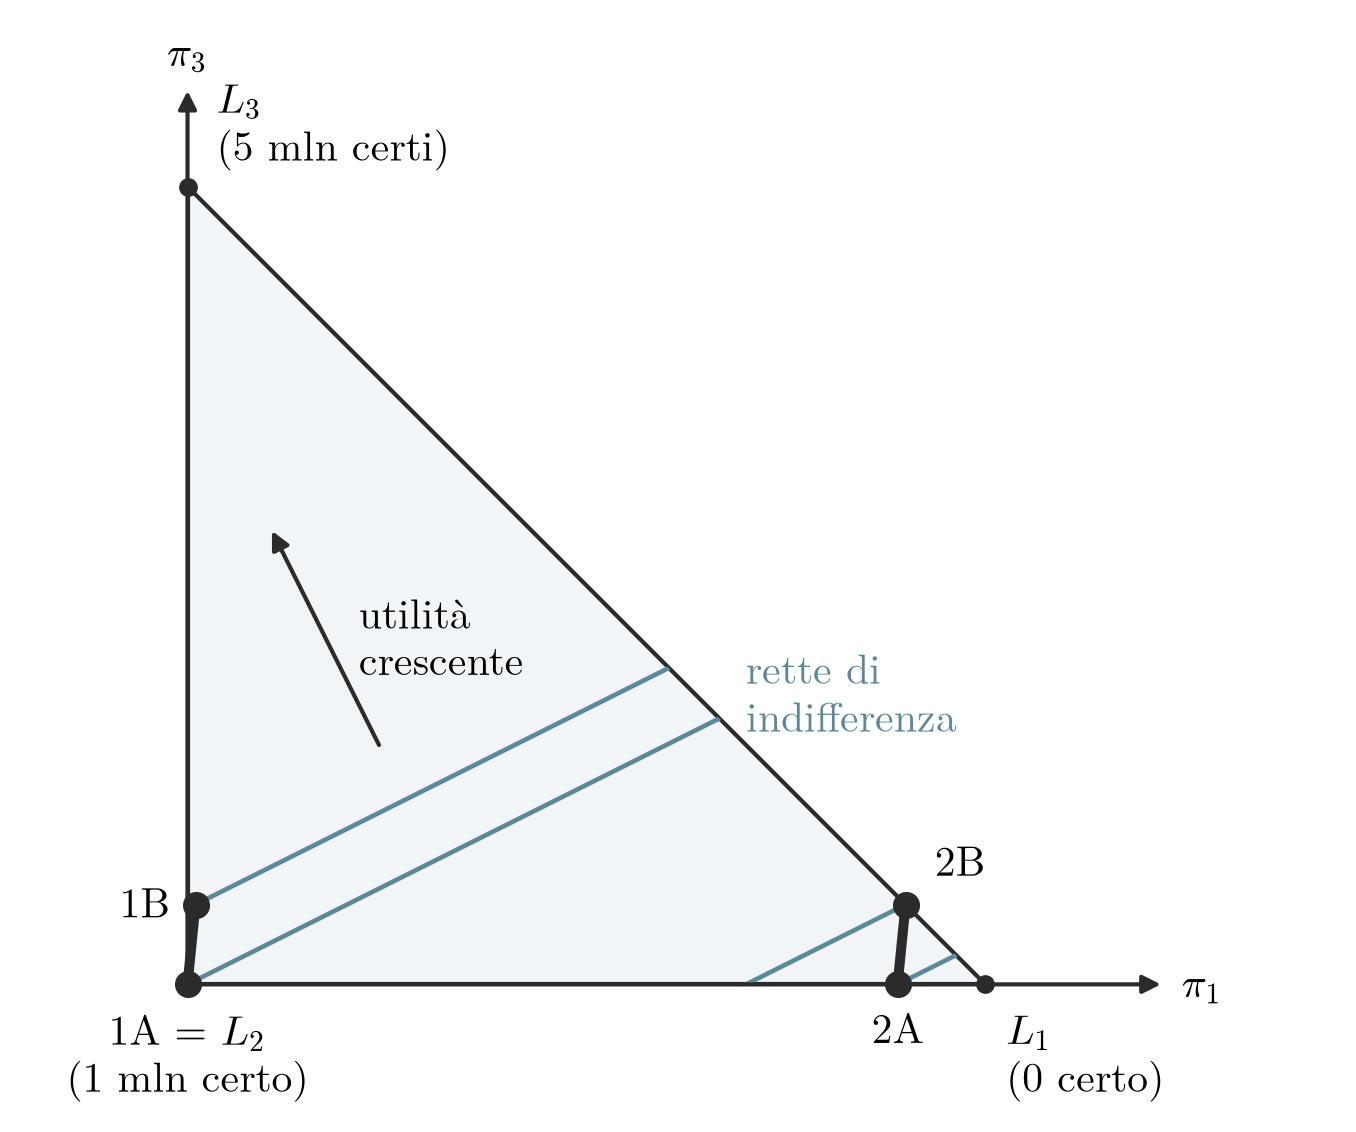 π₃
L₃
(5 mln certi)
utilità
crescente
rette di
indifferenza
2B
1B
π₁
1A = L₂
(1 mln certo)
2A
L₁
(0 certo)